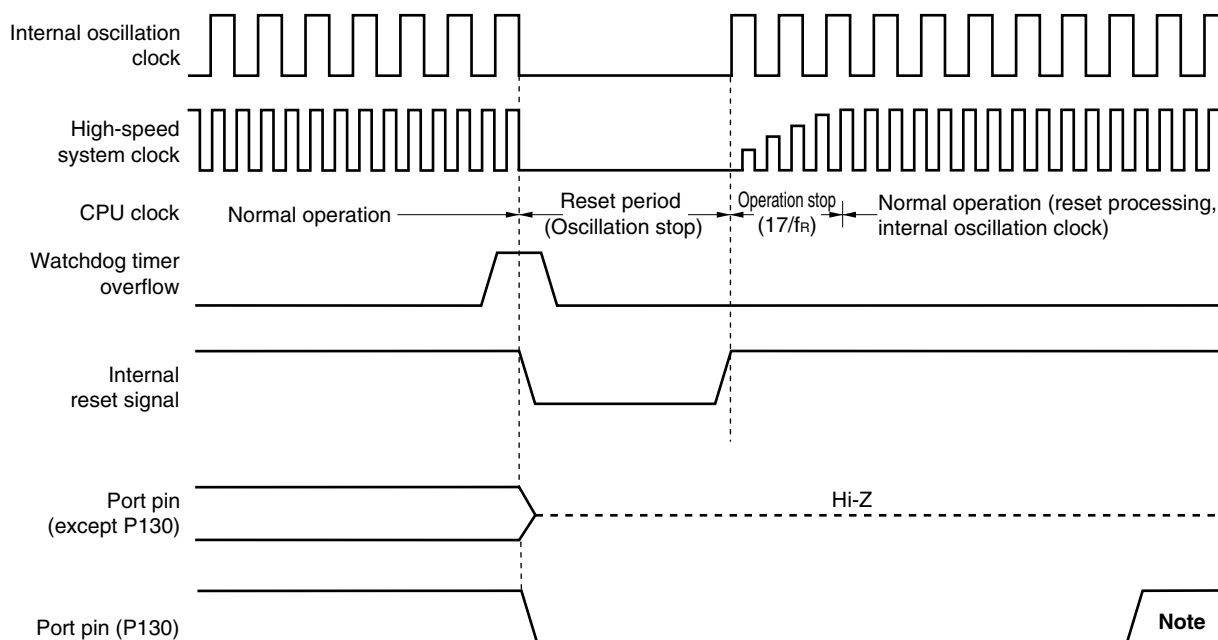 Internal oscillation
clock
High-speed
system clock
CPU clock
Normal operation
Reset period
(Oscillation stop)
Operation stop
(17/fR)
Normal operation (reset processing,
internal oscillation clock)
Watchdog timer
overflow
Internal
reset signal
Port pin
(except P130)
Hi-Z
Port pin (P130)
Note